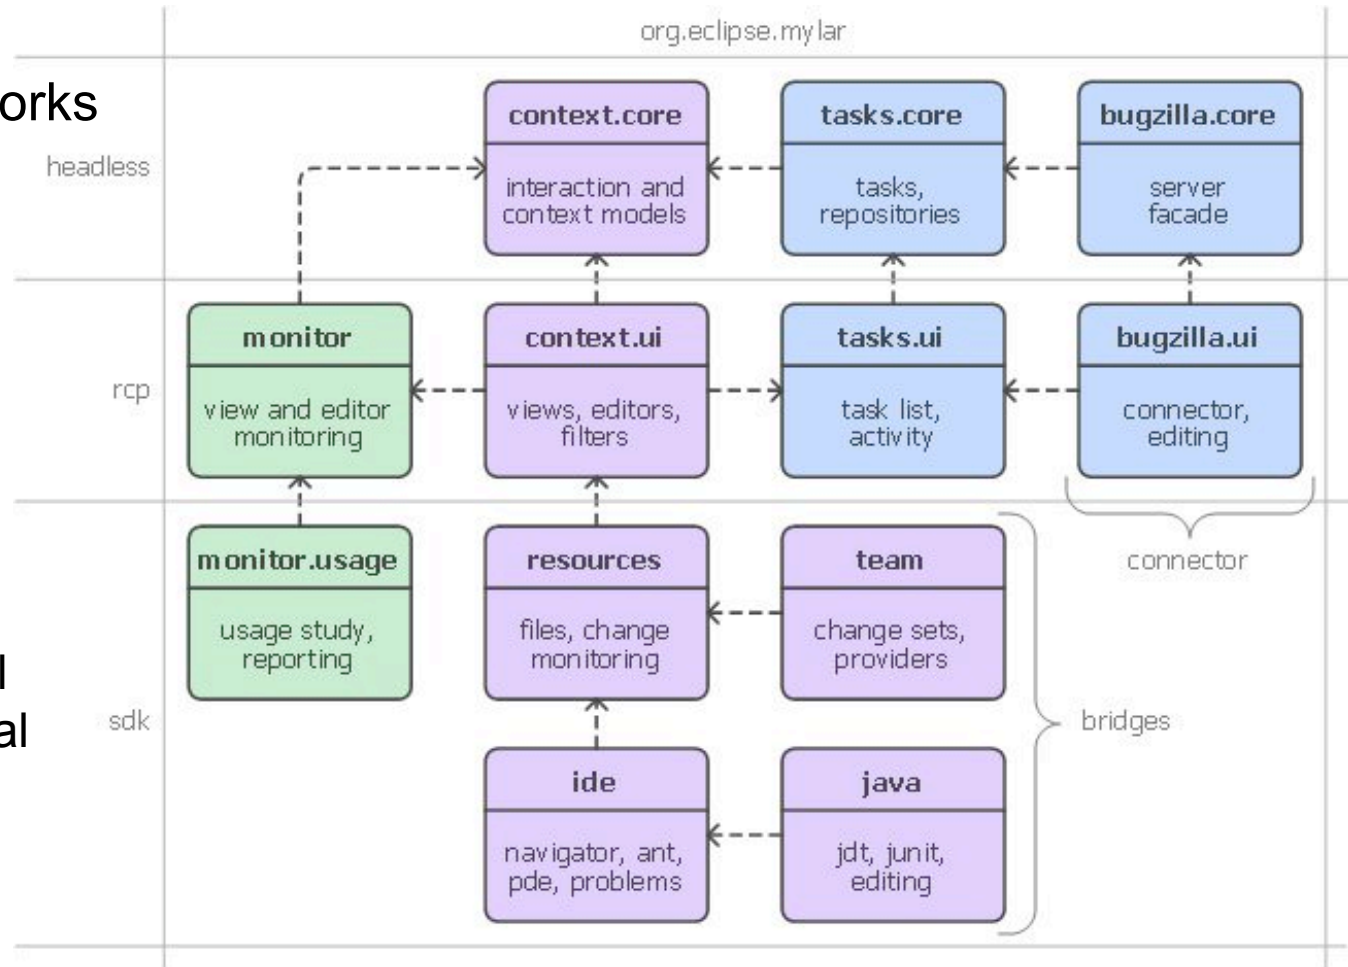 org.eclipse.mylar
orks
headless
context.core
interaction and
context models
tasks.core
tasks,
repositories
bugzilla.core
server
facade
rcp
monitor
view and editor
monitoring
context.ui
views, editors,
filters
tasks.ui
task list,
activity
bugzilla.ui
connector,
editing
connector
l
al
sdk
monitor.usage
usage study,
reporting
resources
files, change
monitoring
team
change sets,
providers
bridges
ide
navigator, ant,
pde, problems
java
jdt, junit,
editing